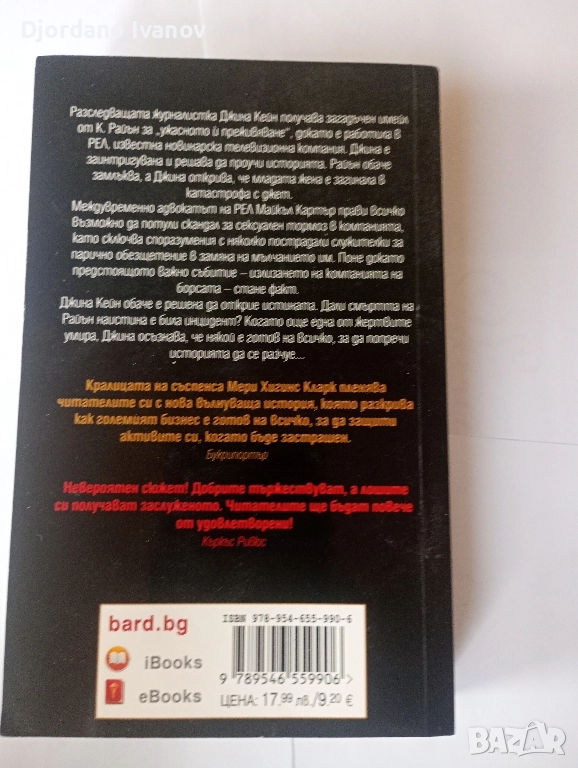 Djordano Ivanov
Разследващата журналистка Джина Кейн получава загадъчен имейл
от К. Райън за „ужасното ѝ преживяване“, докато е работила в
РЕЛ, известна новинарска телевизионна компания. Джина е
заинтригувана и решава да проучи историята. Райън обаче
замлъква, а Джина открива, че младата жена е загинала в
катастрофа с джет.
Междувременно адвокатът на РЕЛ Майкъл Картър прави всичко
възможно да потули скандал за сексуален тормоз в компанията,
като сключва споразумения с няколко пострадали служителки за
парично обезщетение в замяна на мълчанието им. Поне докато
предстоящото важно събитие – излизането на компанията на
борсата – стане факт.
Джина Кейн обаче е решена да открие истината. Дали смъртта на
Райън наистина е била инцидент? Когато още една от жертвите
умира, Джина осъзнава, че някой е готов на всичко, за да попречи
историята да се разчуе...
Кралицата на съспенса Мери Хигинс Кларк пленява
читателите си с нова вълнуваща история, която разкрива
как големият бизнес е готов на всичко, за да защити
активите си, когато бъде застрашен.
Букрипортър
Невероятен сюжет! Добрите тържествуват, а лошите
си получават заслуженото. Читателите ще бъдат повече
от удовлетворени!
Къркъс Ривюс
bard.bg
iBooks
eBooks
ISBN 978-954-655-990-6
9 789546 559906 >
ЦЕНА: 17,99 лв./9,20 €
BAZAR